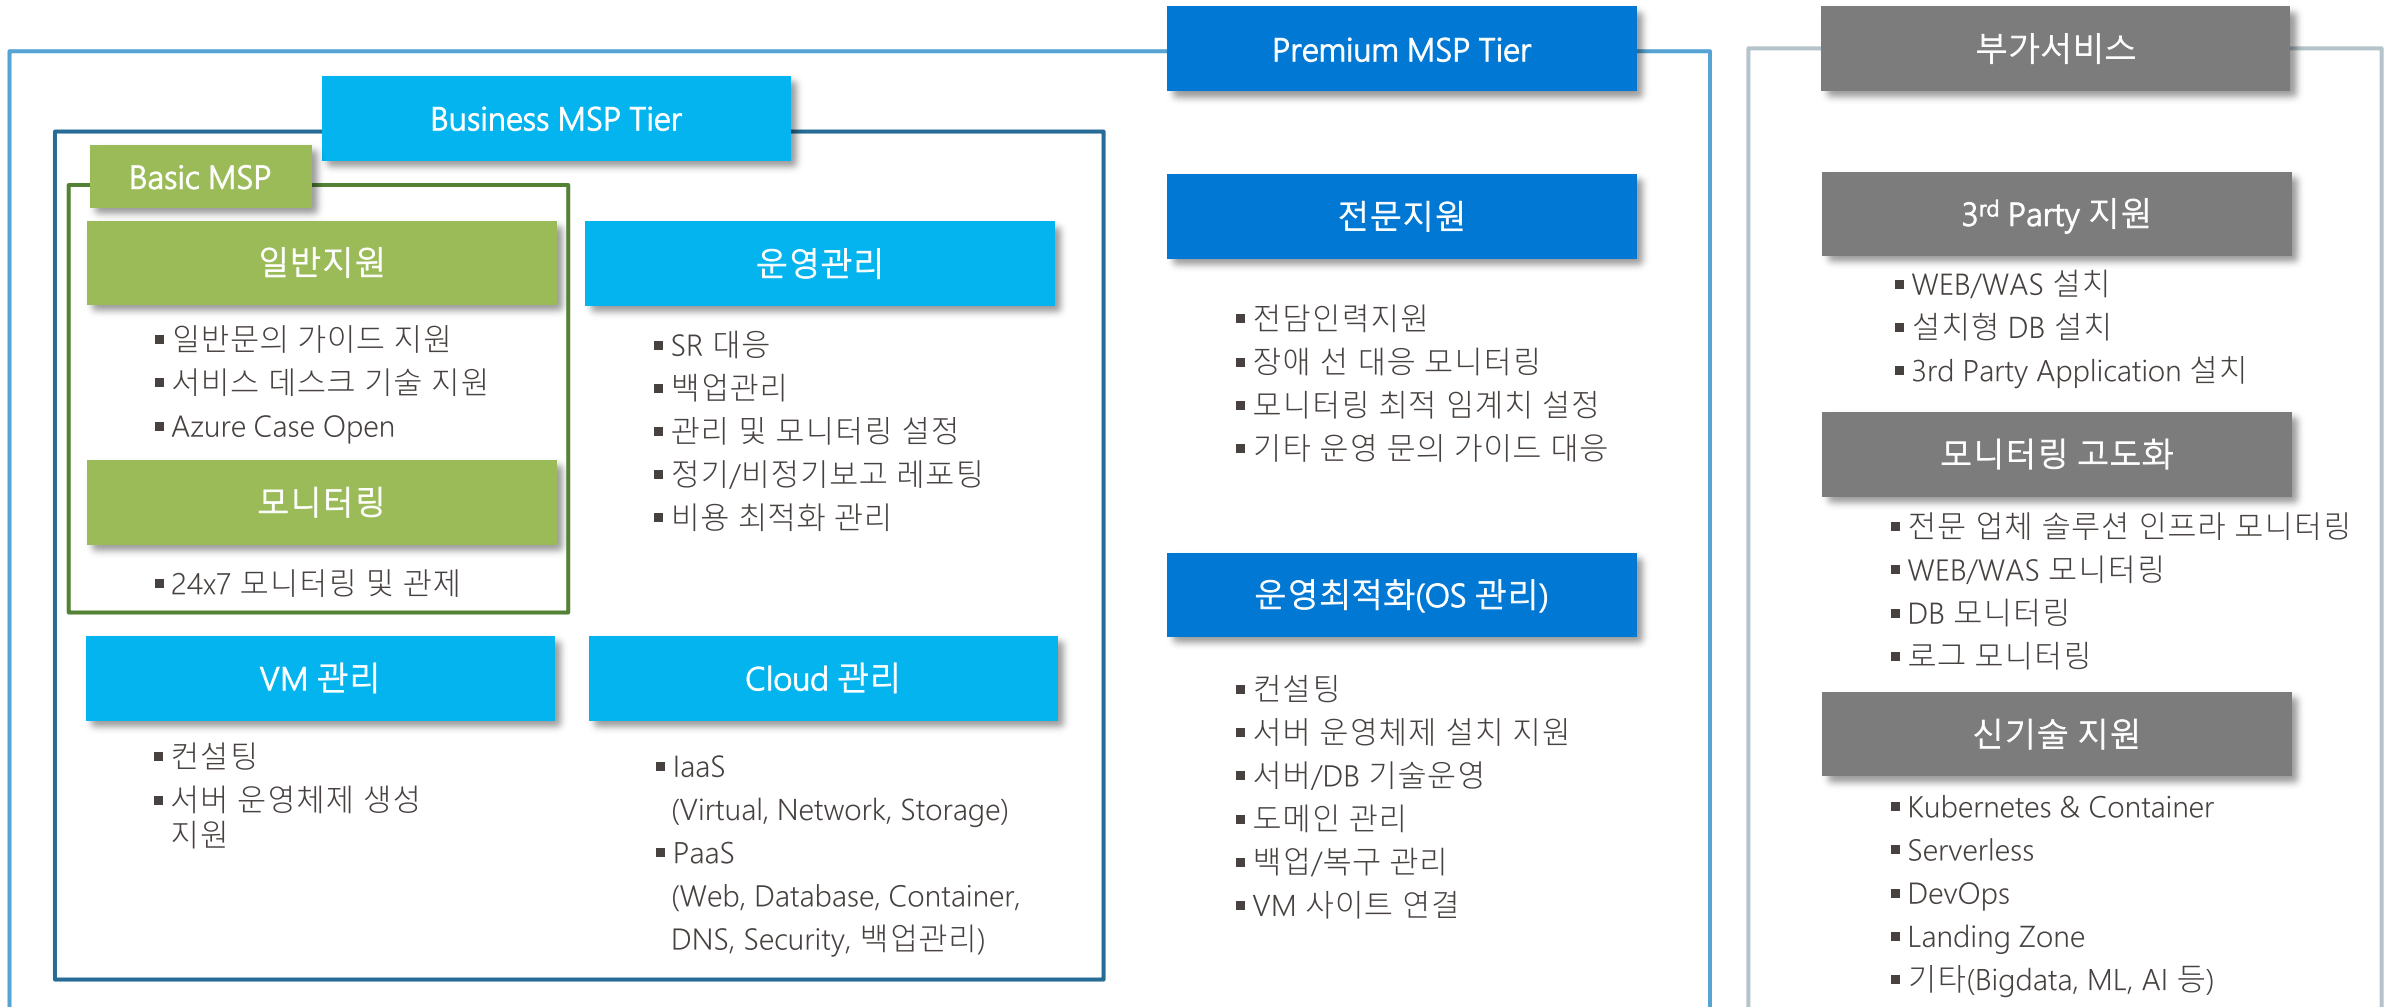 Premium MSP Tier
부가서비스
Business MSP Tier
Basic MSP
일반지원
▪ 일반문의 가이드 지원
▪ 서비스 데스크 기술 지원
▪ Azure Case Open
모니터링
▪ 24x7 모니터링 및 관제
운영관리
▪ SR 대응
▪ 백업관리
▪ 관리 및 모니터링 설정
▪ 정기/비정기보고 레포팅
▪ 비용 최적화 관리
VM 관리
▪ 컨설팅
▪ 서버 운영체제 생성
지원
Cloud 관리
▪ IaaS
(Virtual, Network, Storage)
▪ PaaS
(Web, Database, Container,
DNS, Security, 백업관리)
전문지원
▪ 전담인력지원
▪ 장애 선 대응 모니터링
▪ 모니터링 최적 임계치 설정
▪ 기타 운영 문의 가이드 대응
운영최적화(OS 관리)
▪ 컨설팅
▪ 서버 운영체제 설치 지원
▪ 서버/DB 기술운영
▪ 도메인 관리
▪ 백업/복구 관리
▪ VM 사이트 연결
3rd Party 지원
▪ WEB/WAS 설치
▪ 설치형 DB 설치
▪ 3rd Party Application 설치
모니터링 고도화
▪ 전문 업체 솔루션 인프라 모니터링
▪ WEB/WAS 모니터링
▪ DB 모니터링
▪ 로그 모니터링
신기술 지원
▪ Kubernetes & Container
▪ Serverless
▪ DevOps
▪ Landing Zone
▪ 기타(Bigdata, ML, AI 등)